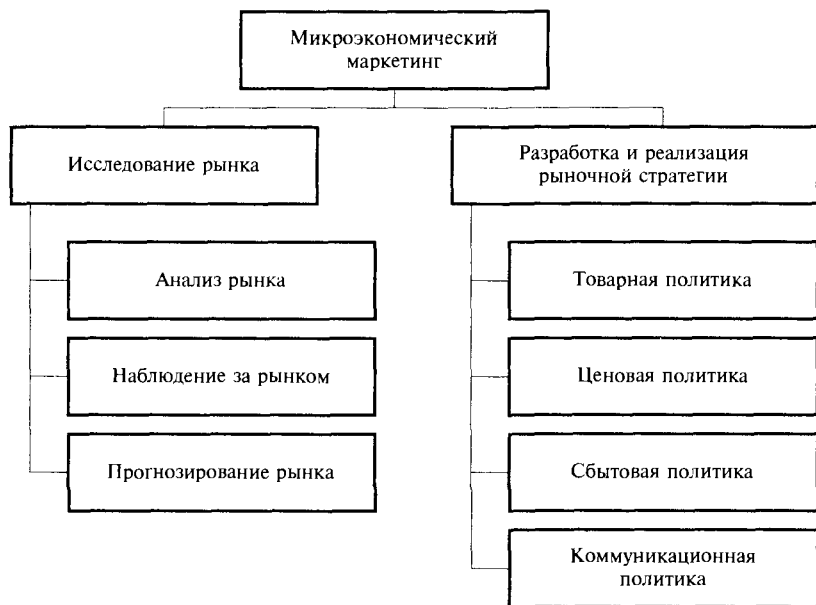 Микроэкономический
маркетинг
Исследование рынка
Разработка и реализация
рыночной стратегии
Анализ рынка
Наблюдение за рынком
Прогнозирование рынка
Товарная политика
Ценовая политика
Сбытовая политика
Коммуникационная
политика